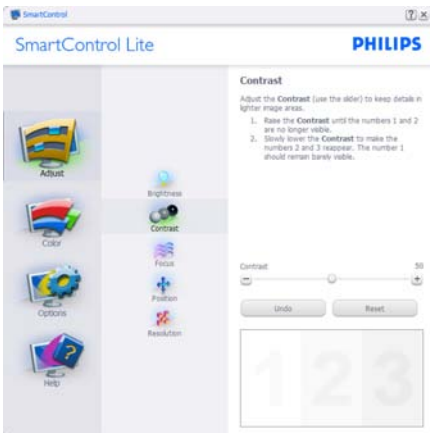 SmartControl
SmartControl Lite
PHILIPS
Adjust
Color
Options
Help
Brightness
Contrast
Focus
Position
Resolution
Contrast
Adjust the Contrast (use the slider) to keep details in
lighter image areas.
1. Raise the Contrast until the numbers 1 and 2
are no longer visible.
2. Slowly lower the Contrast to make the
numbers 2 and 3 reappear. The number 1
should remain barely visible.
Contrast 50
Undo Reset
1 2 3